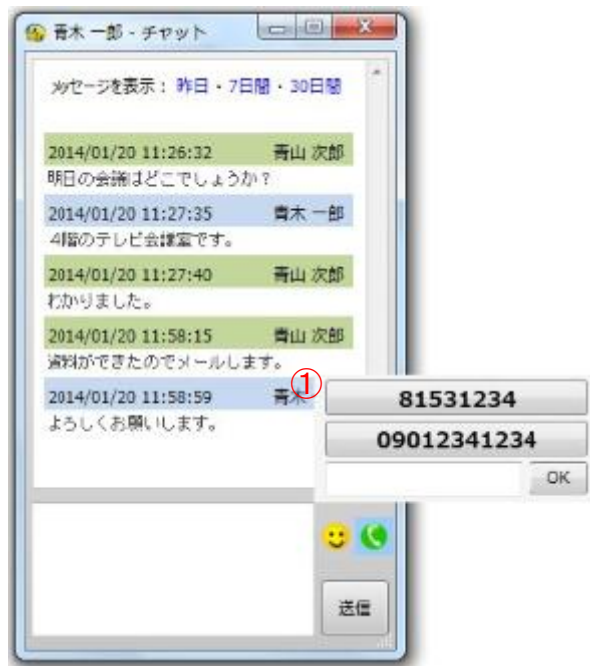 青木 一郎 - チャット
メッセージを表示： 昨日・7日間・30日間
2014/01/20 11:26:32 青山 次郎
明日の会議はどこでしょうか？
2014/01/20 11:27:35 青木 一郎
４階のテレビ会議室です。
2014/01/20 11:27:40 青山 次郎
わかりました。
2014/01/20 11:58:15 青山 次郎
資料ができたのでメールします。
①
2014/01/20 11:58:59 青木
よろしくお願いします。
81531234
09012341234
OK
送信